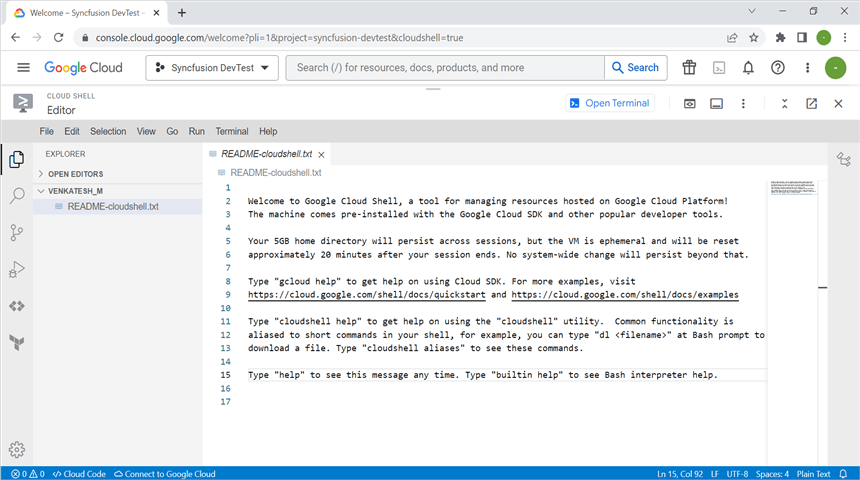 Welcome – Syncfusion DevTest –
console.cloud.google.com/welcome?pli=1&project=syncfusion-devtest&cloudshell=true
Google Cloud
Syncfusion DevTest
Search (/) for resources, docs, products, and more
Search
CLOUD SHELL
Editor
Open Terminal
File Edit Selection View Go Run Terminal Help
EXPLORER
OPEN EDITORS
VENKATESH_M
README-cloudshell.txt
README-cloudshell.txt
README-cloudshell.txt
1
2 Welcome to Google Cloud Shell, a tool for managing resources hosted on Google Cloud Platform!
3 The machine comes pre-installed with the Google Cloud SDK and other popular developer tools.
4
5 Your 5GB home directory will persist across sessions, but the VM is ephemeral and will be reset
6 approximately 20 minutes after your session ends. No system-wide change will persist beyond that.
7
8 Type "gcloud help" to get help on using Cloud SDK. For more examples, visit
9 https://cloud.google.com/shell/docs/quickstart and https://cloud.google.com/shell/docs/examples
10
11 Type "cloudshell help" to get help on using the "cloudshell" utility.  Common functionality is
12 aliased to short commands in your shell, for example, you can type "dl <filename>" at Bash prompt to
13 download a file. Type "cloudshell aliases" to see these commands.
14
15 Type "help" to see this message any time. Type "builtin help" to see Bash interpreter help.
16
17
0 0 Cloud Code Connect to Google Cloud Ln 15, Col 92 LF UTF-8 Spaces: 4 Plain Text